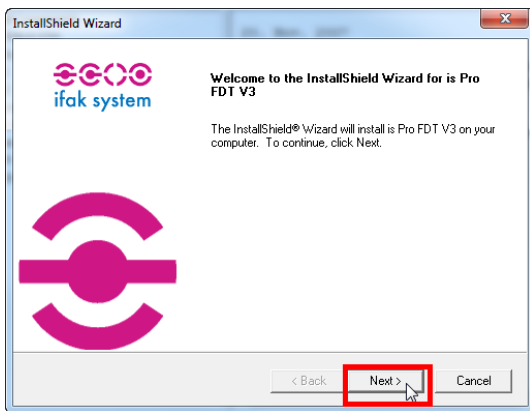 InstallShield Wizard
ifak system
Welcome to the InstallShield Wizard for is Pro
FDT V3
The InstallShield® Wizard will install is Pro FDT V3 on your
computer. To continue, click Next.
< Back
Next >
Cancel